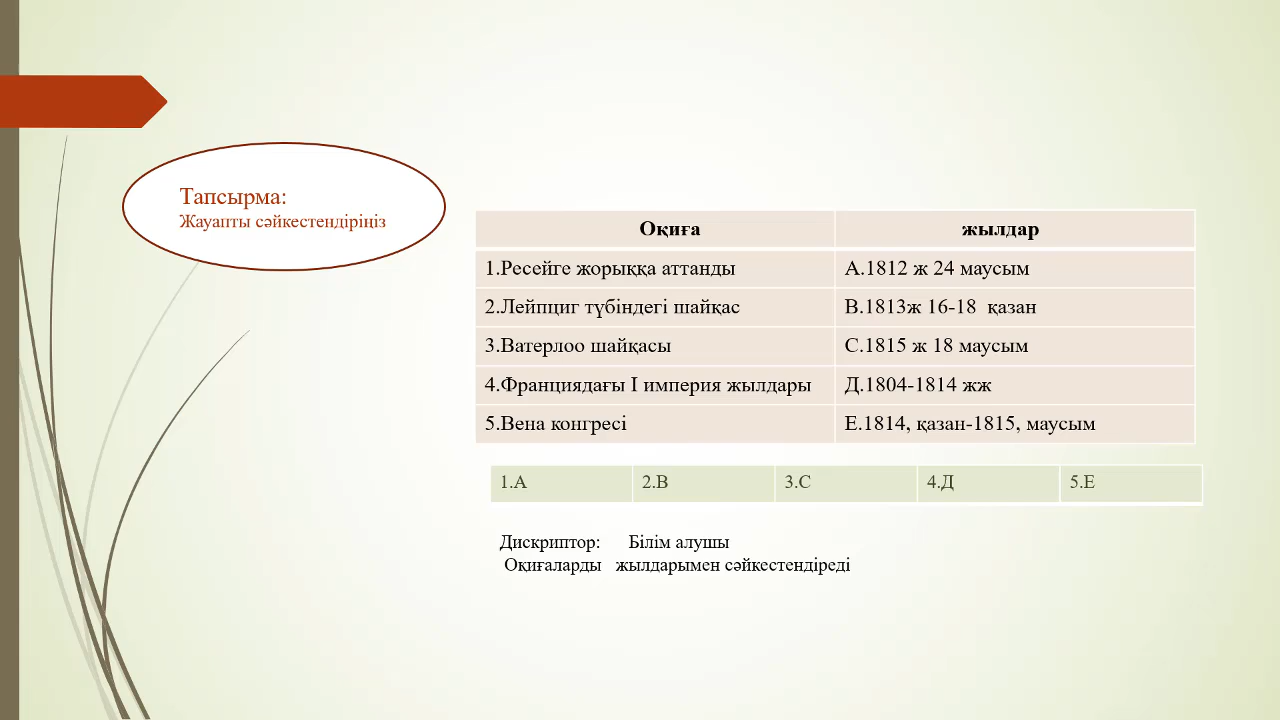 Тапсырма:
Жауапты сәйкестендіріңіз
Оқиға жылдар
1.Ресейге жорыққа аттанды А.1812 ж 24 маусым
2.Лейпциг түбіндегі шайқас В.1813ж 16-18 қазан
3.Ватерлоо шайқасы С.1815 ж 18 маусым
4.Франциядағы І империя жылдары Д.1804-1814 жж
5.Вена конгресі Е.1814, қазан-1815, маусым
1.А 2.В 3.С 4.Д 5.Е
Дискриптор: Білім алушы
Оқиғаларды жылдарымен сәйкестендіреді